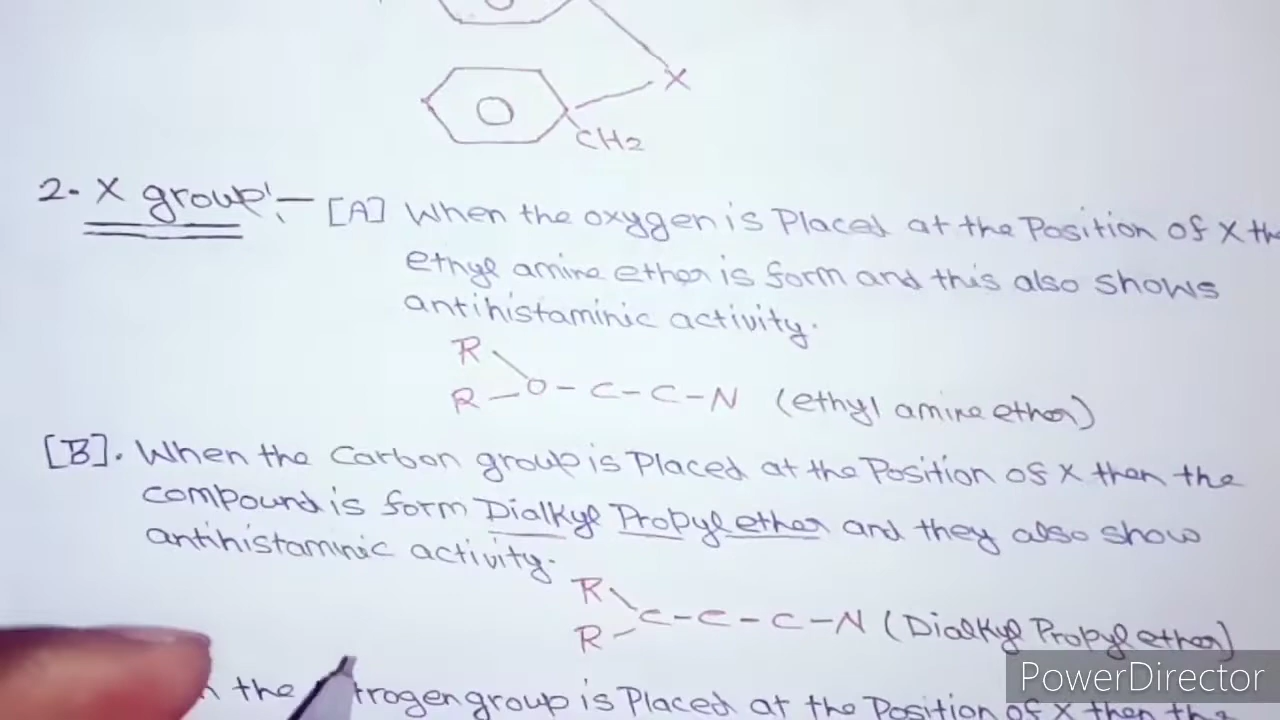 X
CH2
2- X group:- [A] When the oxygen is Placed at the Position of X th
ethyl amine ether is form and this also shows
antihistaminic activity.
R
R - O - C - C - N (ethyl amine ether)
[B]. When the Carbon group is Placed at the Position of X then the
compound is form Dialkyl Propyl ether and they also show
antihistaminic activity.
R
R - C - C - C - N (Dialkyl Propyl ether)
the trogen group is Placed at the Position of X then the
PowerDirector